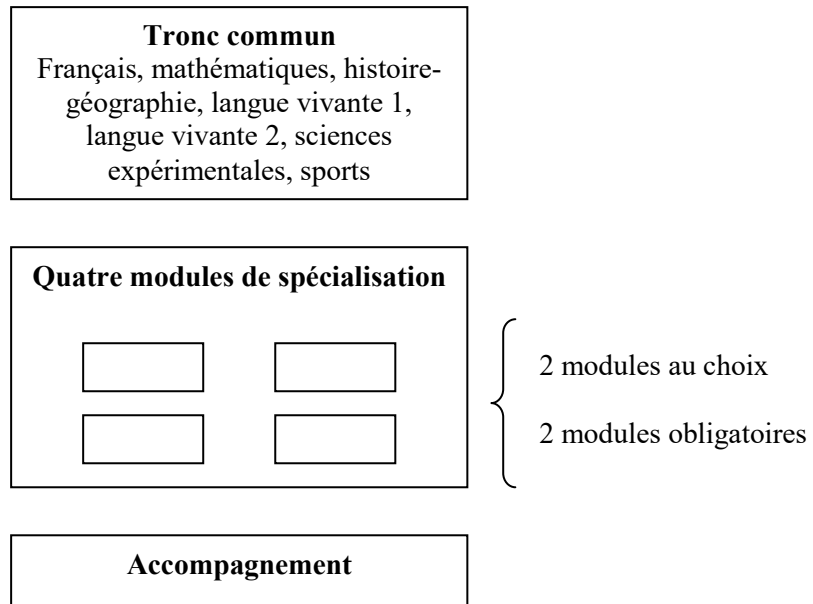 Tronc commun
Français, mathématiques, histoire-
géographie, langue vivante 1,
langue vivante 2, sciences
expérimentales, sports
Quatre modules de spécialisation
2 modules au choix
2 modules obligatoires
Accompagnement